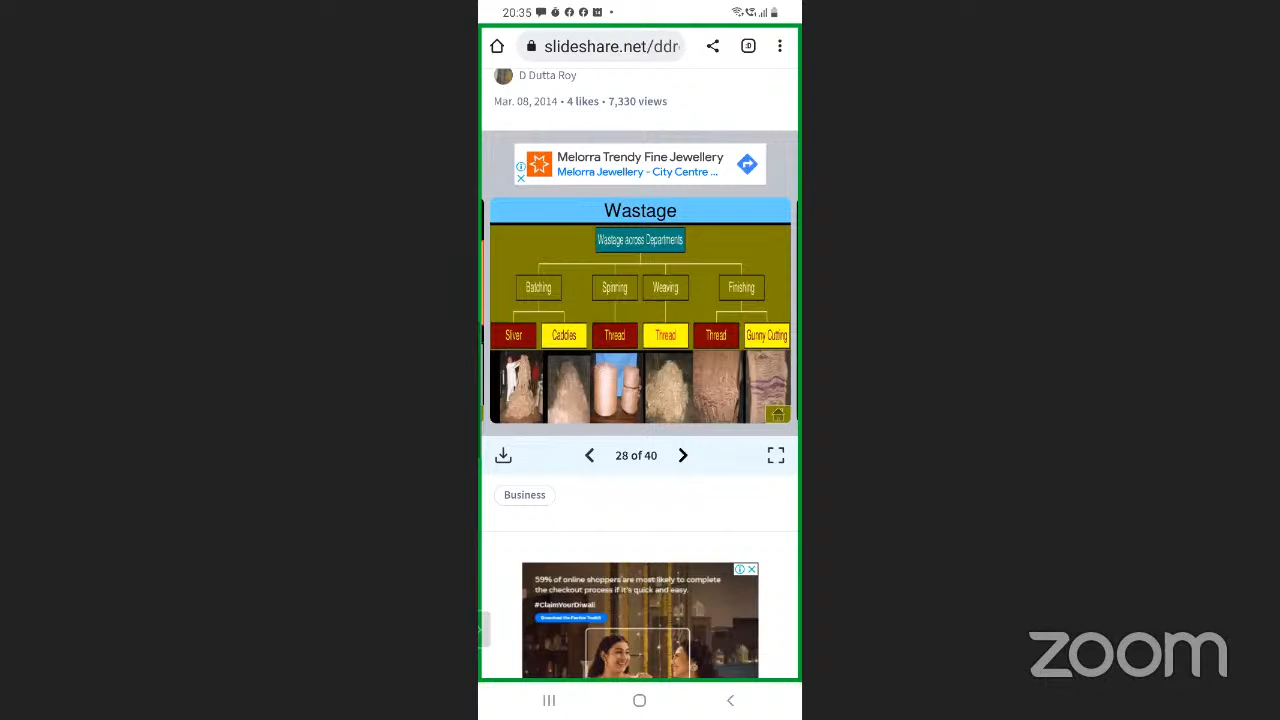 20:35
slideshare.net/ddr
:D
D Dutta Roy
Mar. 08, 2014 • 4 likes • 7,330 views
Melorra Trendy Fine Jewellery
Melorra Jewellery - City Centre ...
Wastage
Wastage across Departments
Batching Spinning Weaving Finishing
Sliver Caddies Thread Thread Thread Gunny Cutting
28 of 40
Business
59% of online shoppers are most likely to complete
the checkout process if it's quick and easy.
#ClaimYourDiwali
zoom